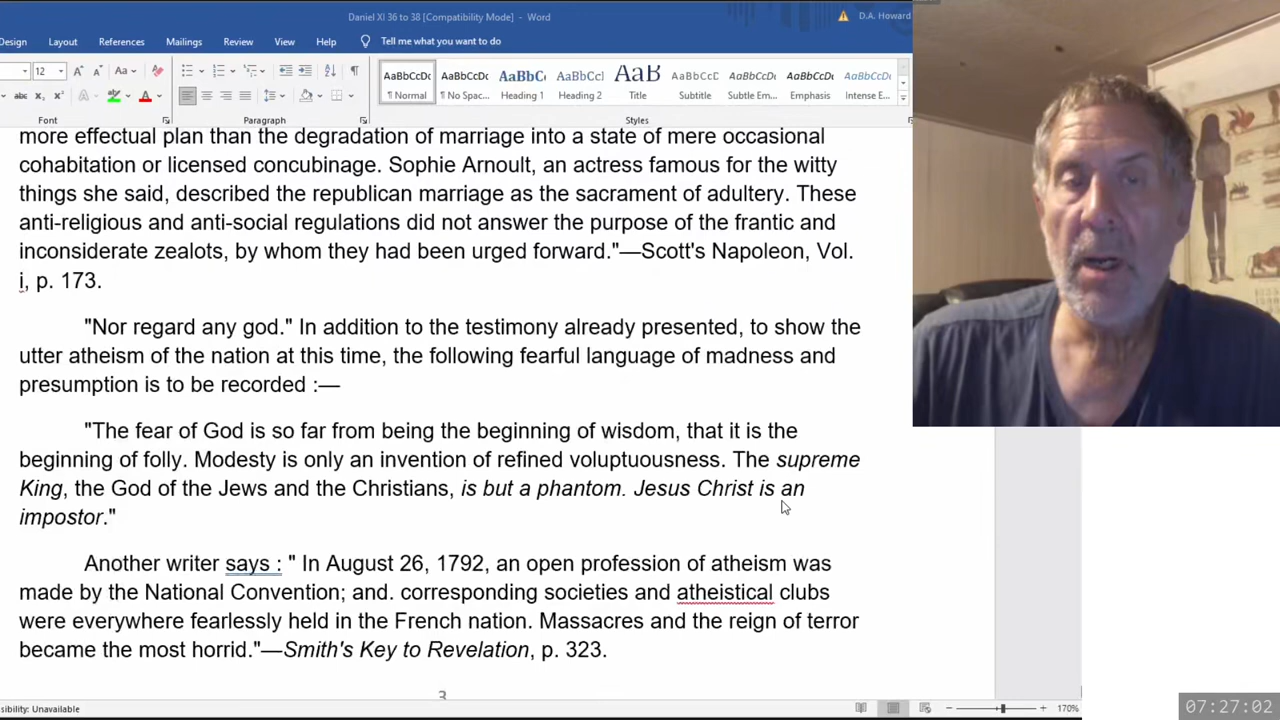 Daniel XI 36 to 38 [Compatibility Mode] - Word
D.A. Howard
Design Layout References Mailings Review View Help Tell me what you want to do
12 Aa
abc x₂ x² A A
AaBbCcDc AaBbCcDc AaBbCc AaBbCcI AaB AaBbCcC AaBbCcDc AaBbCcDc AaBbCcDc
¶ Normal ¶ No Spac... Heading 1 Heading 2 Title Subtitle Subtle Em... Emphasis Intense E...
Font Paragraph Styles
more effectual plan than the degradation of marriage into a state of mere occasional
cohabitation or licensed concubinage. Sophie Arnoult, an actress famous for the witty
things she said, described the republican marriage as the sacrament of adultery. These
anti-religious and anti-social regulations did not answer the purpose of the frantic and
inconsiderate zealots, by whom they had been urged forward."—Scott's Napoleon, Vol.
i, p. 173.
"Nor regard any god." In addition to the testimony already presented, to show the
utter atheism of the nation at this time, the following fearful language of madness and
presumption is to be recorded :—
"The fear of God is so far from being the beginning of wisdom, that it is the
beginning of folly. Modesty is only an invention of refined voluptuousness. The supreme
King, the God of the Jews and the Christians, is but a phantom. Jesus Christ is an
impostor."
Another writer says : " In August 26, 1792, an open profession of atheism was
made by the National Convention; and. corresponding societies and atheistical clubs
were everywhere fearlessly held in the French nation. Massacres and the reign of terror
became the most horrid."—Smith's Key to Revelation, p. 323.
3
sibility: Unavailable
170%
07:27:02